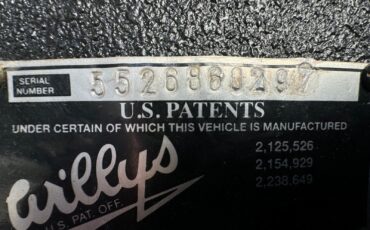 SERIAL
NUMBER
5526868297
U.S. PATENTS
UNDER CERTAIN OF WHICH THIS VEHICLE IS MANUFACTURED
Willys
2,125,526
2,154,929
2,238,649
U.S. PAT. OFF.